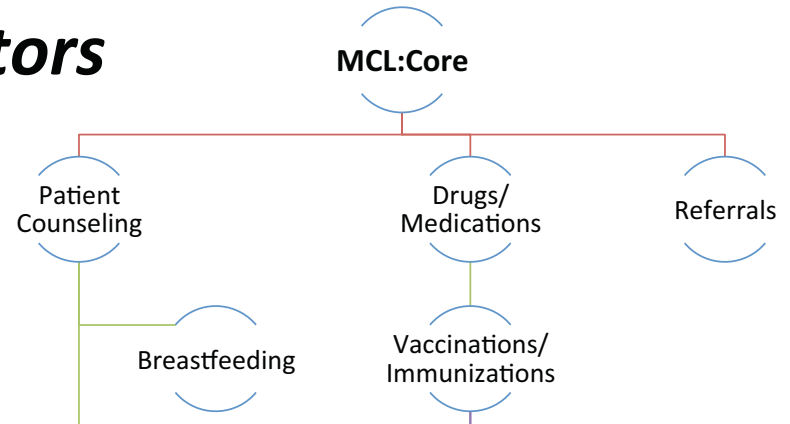 tors
MCL:Core
Patient
Counseling
Drugs/
Medications
Referrals
Breastfeeding
Vaccinations/
Immunizations